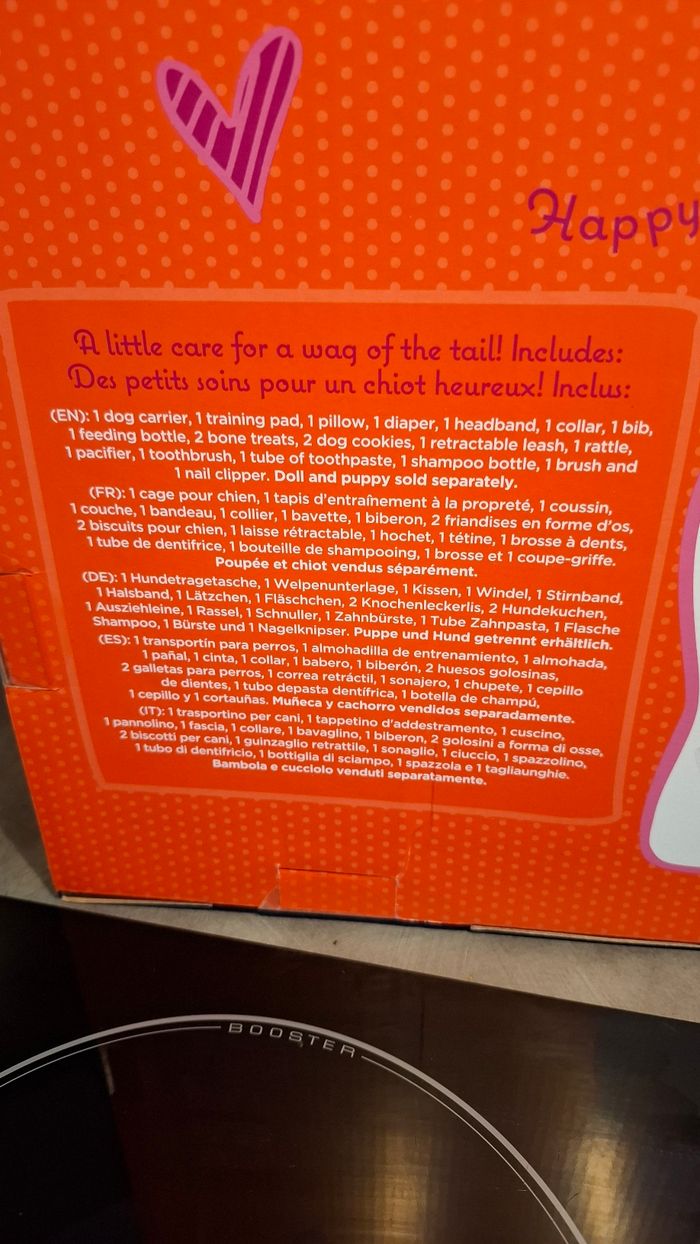 Happy
A little care for a wag of the tail! Includes:
Des petits soins pour un chiot heureux! Inclus:
(EN): 1 dog carrier, 1 training pad, 1 pillow, 1 diaper, 1 headband, 1 collar, 1 bib,
1 feeding bottle, 2 bone treats, 2 dog cookies, 1 retractable leash, 1 rattle,
1 pacifier, 1 toothbrush, 1 tube of toothpaste, 1 shampoo bottle, 1 brush and
1 nail clipper. Doll and puppy sold separately.
(FR): 1 cage pour chien, 1 tapis d'entraînement à la propreté, 1 coussin,
1 couche, 1 bandeau, 1 collier, 1 bavette, 1 biberon, 2 friandises en forme d'os,
2 biscuits pour chien, 1 laisse rétractable, 1 hochet, 1 tétine, 1 brosse à dents,
1 tube de dentifrice, 1 bouteille de shampooing, 1 brosse et 1 coupe-griffe.
Poupée et chiot vendus séparément.
(DE): 1 Hundetragetasche, 1 Welpenunterlage, 1 Kissen, 1 Windel, 1 Stirnband,
1 Halsband, 1 Lätzchen, 1 Fläschchen, 2 Knochenleckerlis, 2 Hundekuchen,
1 Ausziehleine, 1 Rassel, 1 Schnuller, 1 Zahnbürste, 1 Tube Zahnpasta, 1 Flasche
Shampoo, 1 Bürste und 1 Nagelknipser. Puppe und Hund getrennt erhältlich.
(ES): 1 transportín para perros, 1 almohadilla de entrenamiento, 1 almohada,
1 pañal, 1 cinta, 1 collar, 1 babero, 1 biberón, 2 huesos golosinas,
2 galletas para perros, 1 correa retráctil, 1 sonajero, 1 chupete, 1 cepillo
de dientes, 1 tubo depasta dentífrica, 1 botella de champú,
1 cepillo y 1 cortauñas. Muñeca y cachorro vendidos separadamente.
(IT): 1 trasportino per cani, 1 tappetino d'addestramento, 1 cuscino,
1 pannolino, 1 fascia, 1 collare, 1 bavaglino, 1 biberon, 2 golosini a forma di osse,
2 biscotti per cani, 1 guinzaglio retrattile, 1 sonaglio, 1 ciuccio, 1 spazzolino,
1 tubo di dentifricio, 1 bottiglia di sciampo, 1 spazzola e 1 tagliaunghie.
Bambola e cucciolo venduti separatamente.
BOOSTER